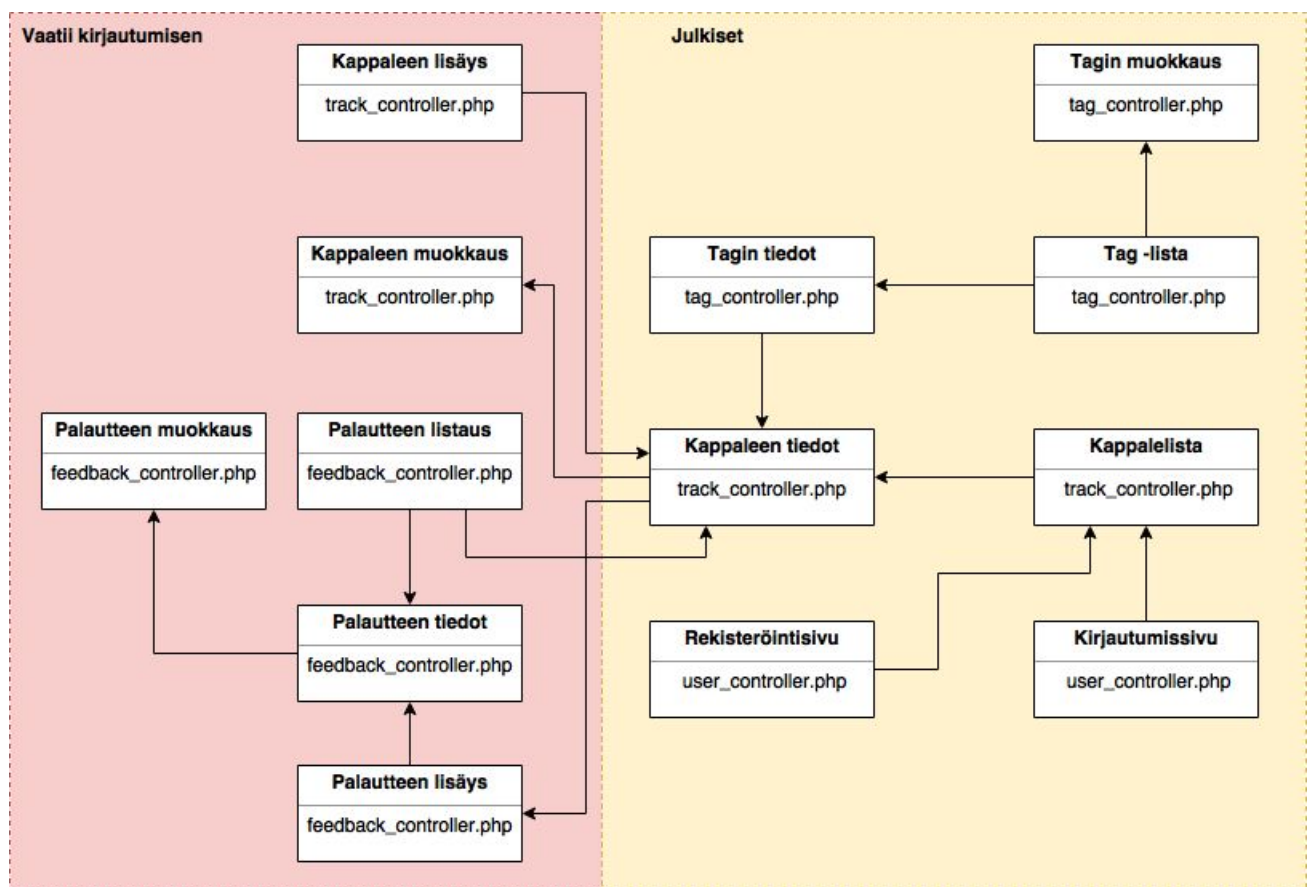 Vaatii kirjautumisen
Julkiset
Kappaleen lisäys
track_controller.php
Tagin muokkaus
tag_controller.php
Kappaleen muokkaus
track_controller.php
Tagin tiedot
tag_controller.php
Tag -lista
tag_controller.php
Palautteen muokkaus
feedback_controller.php
Palautteen listaus
feedback_controller.php
Kappaleen tiedot
track_controller.php
Kappalelista
track_controller.php
Palautteen tiedot
feedback_controller.php
Rekisteröintisivu
user_controller.php
Kirjautumissivu
user_controller.php
Palautteen lisäys
feedback_controller.php